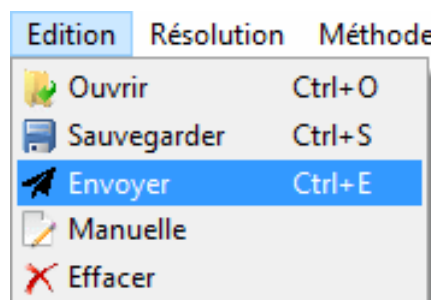 Edition Résolution Méthode
Ouvrir Ctrl+O
Sauvegarder Ctrl+S
Envoyer Ctrl+E
Manuelle
Effacer